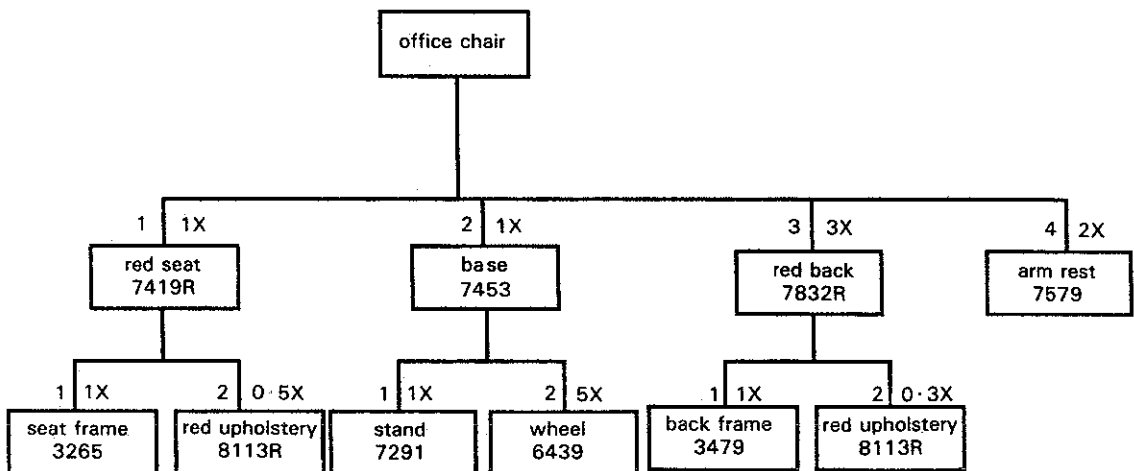 office chair
1 1X 2 1X 3 3X 4 2X
red seat base red back arm rest
7419R 7453 7832R 7579
1 1X 2 0·5X 1 1X 2 5X 1 1X 2 0·3X
seat frame red upholstery stand wheel back frame red upholstery
3265 8113R 7291 6439 3479 8113R